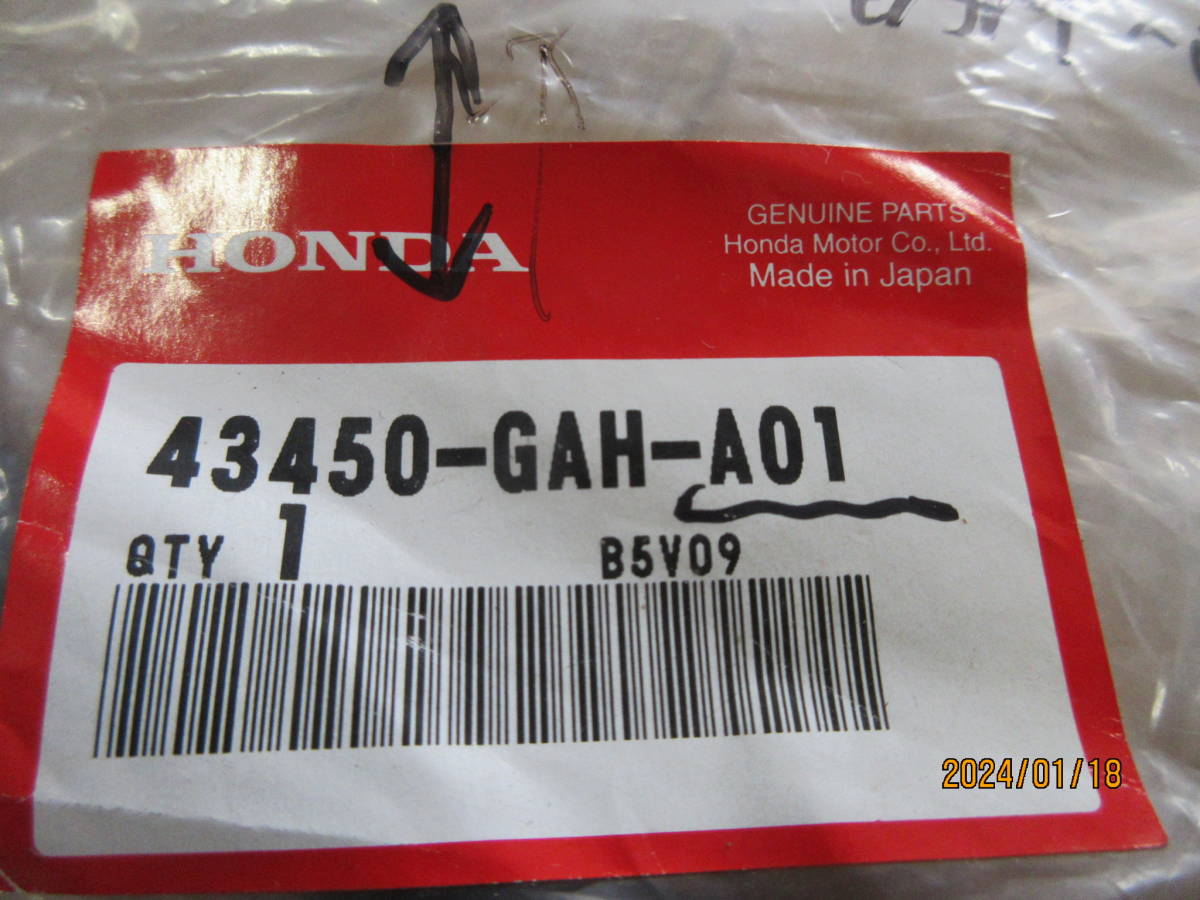 HONDA
GENUINE PARTS
Honda Motor Co., Ltd.
Made in Japan
43450-GAH-A01
QTY 1 B5V09
2024/01/18